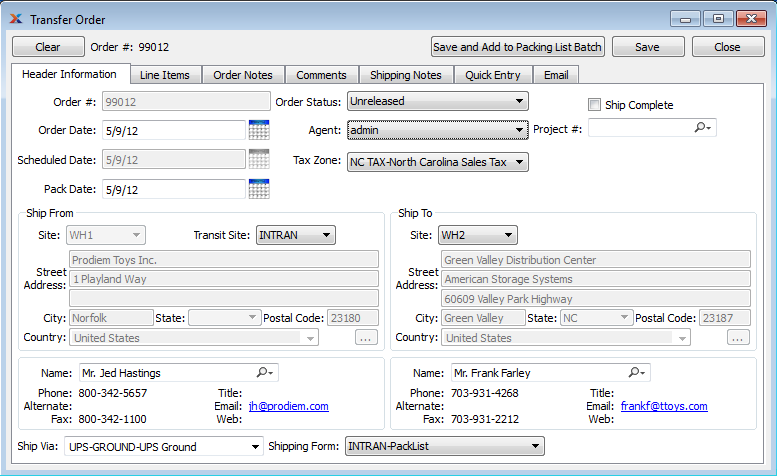 Transfer Order
Clear Order #: 99012 Save and Add to Packing List Batch Save Close
Header Information Line Items Order Notes Comments Shipping Notes Quick Entry Email
Order #: 99012 Order Status: Unreleased Ship Complete
Order Date: 5/9/12 Agent: admin Project #:
Scheduled Date: 5/9/12 Tax Zone: NC TAX-North Carolina Sales Tax
Pack Date: 5/9/12
Ship From
Site: WH1 Transit Site: INTRAN
Street Address: Prodiem Toys Inc.
1 Playland Way
City: Norfolk State: Postal Code: 23180
Country: United States ...
Ship To
Site: WH2
Street Address: Green Valley Distribution Center
American Storage Systems
60609 Valley Park Highway
City: Green Valley State: NC Postal Code: 23187
Country: United States ...
Name: Mr. Jed Hastings
Phone: 800-342-5657 Title:
Alternate: Email: jh@prodiem.com
Fax: 800-342-1100 Web:
Name: Mr. Frank Farley
Phone: 703-931-4268 Title:
Alternate: Email: frankf@ttoys.com
Fax: 703-931-2212 Web:
Ship Via: UPS-GROUND-UPS Ground Shipping Form: INTRAN-PackList